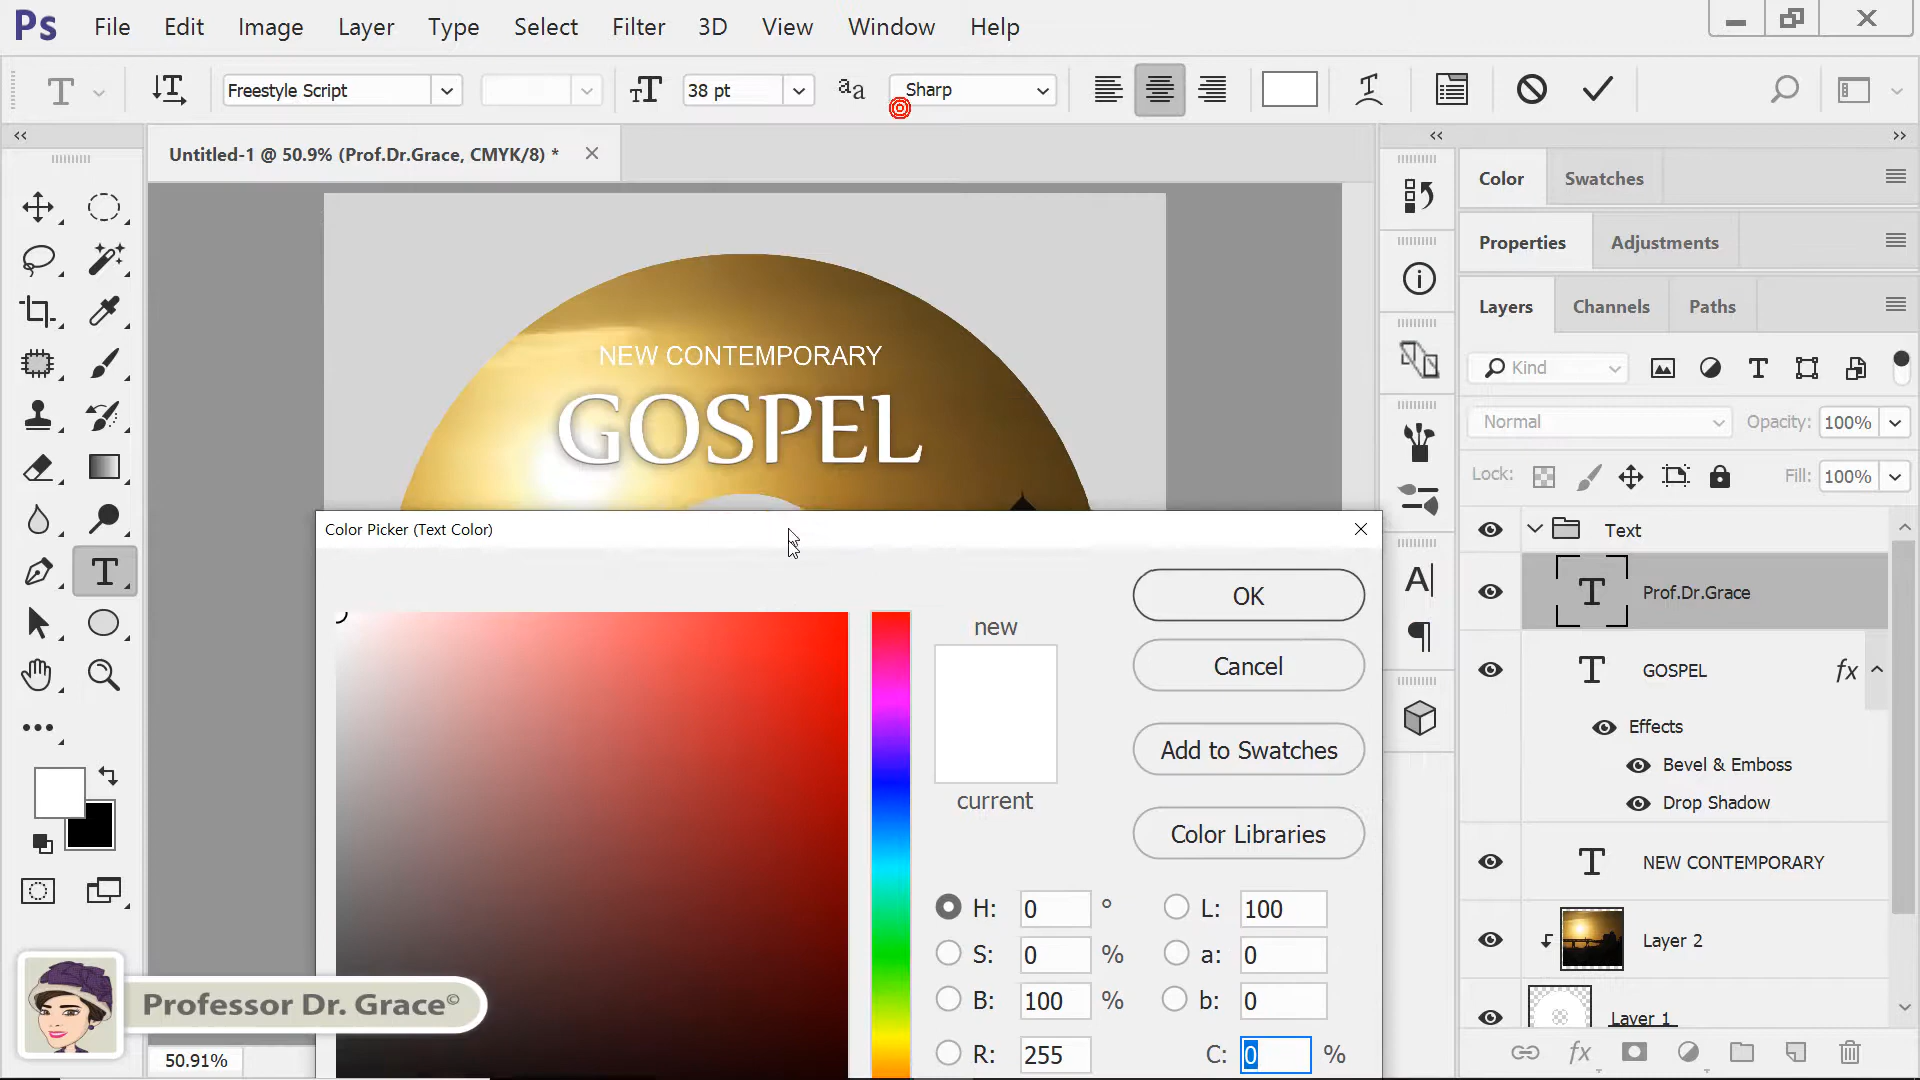 Ps File Edit Image Layer Type Select Filter 3D View Window Help
Freestyle Script 38 pt aa Sharp
Untitled-1 @ 50.9% (Prof.Dr.Grace, CMYK/8) *
Color Swatches
Properties Adjustments
Layers Channels Paths
Kind
Normal Opacity: 100%
Lock: Fill: 100%
Text
Prof.Dr.Grace
GOSPEL fx
Effects
Bevel & Emboss
Drop Shadow
NEW CONTEMPORARY
Layer 2
Layer 1
fx
NEW CONTEMPORARY
GOSPEL
Color Picker (Text Color)
new
current
OK
Cancel
Add to Swatches
Color Libraries
H: 0 ° L: 100
S: 0 % a: 0
B: 100 % b: 0
R: 255 C: 0 %
Professor Dr. Grace©
50.91%